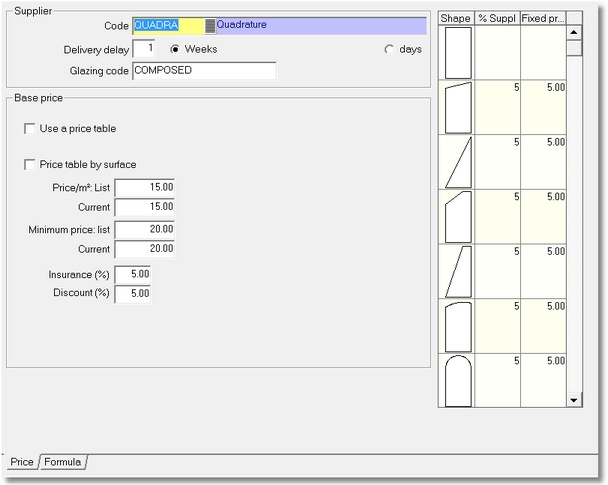 Supplier
Code QUADRA Quadrature
Delivery delay 1 Weeks days
Glazing code COMPOSED
Base price
Use a price table
Price table by surface
Price/m²: List 15.00
Current 15.00
Minimum price: list 20.00
Current 20.00
Insurance (%) 5.00
Discount (%) 5.00
Shape % Suppl Fixed pr...
5 5.00
5 5.00
5 5.00
5 5.00
5 5.00
5 5.00
Price Formula